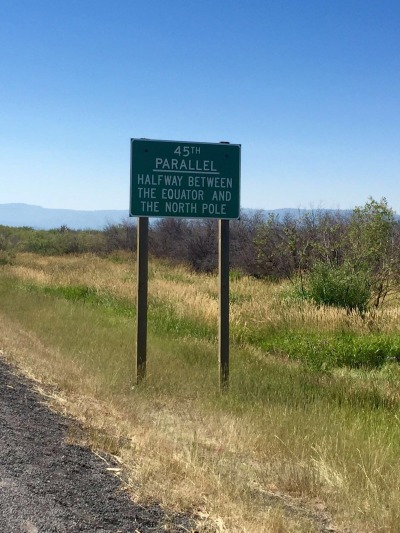 45TH
PARALLEL
HALFWAY BETWEEN
THE EQUATOR AND
THE NORTH POLE